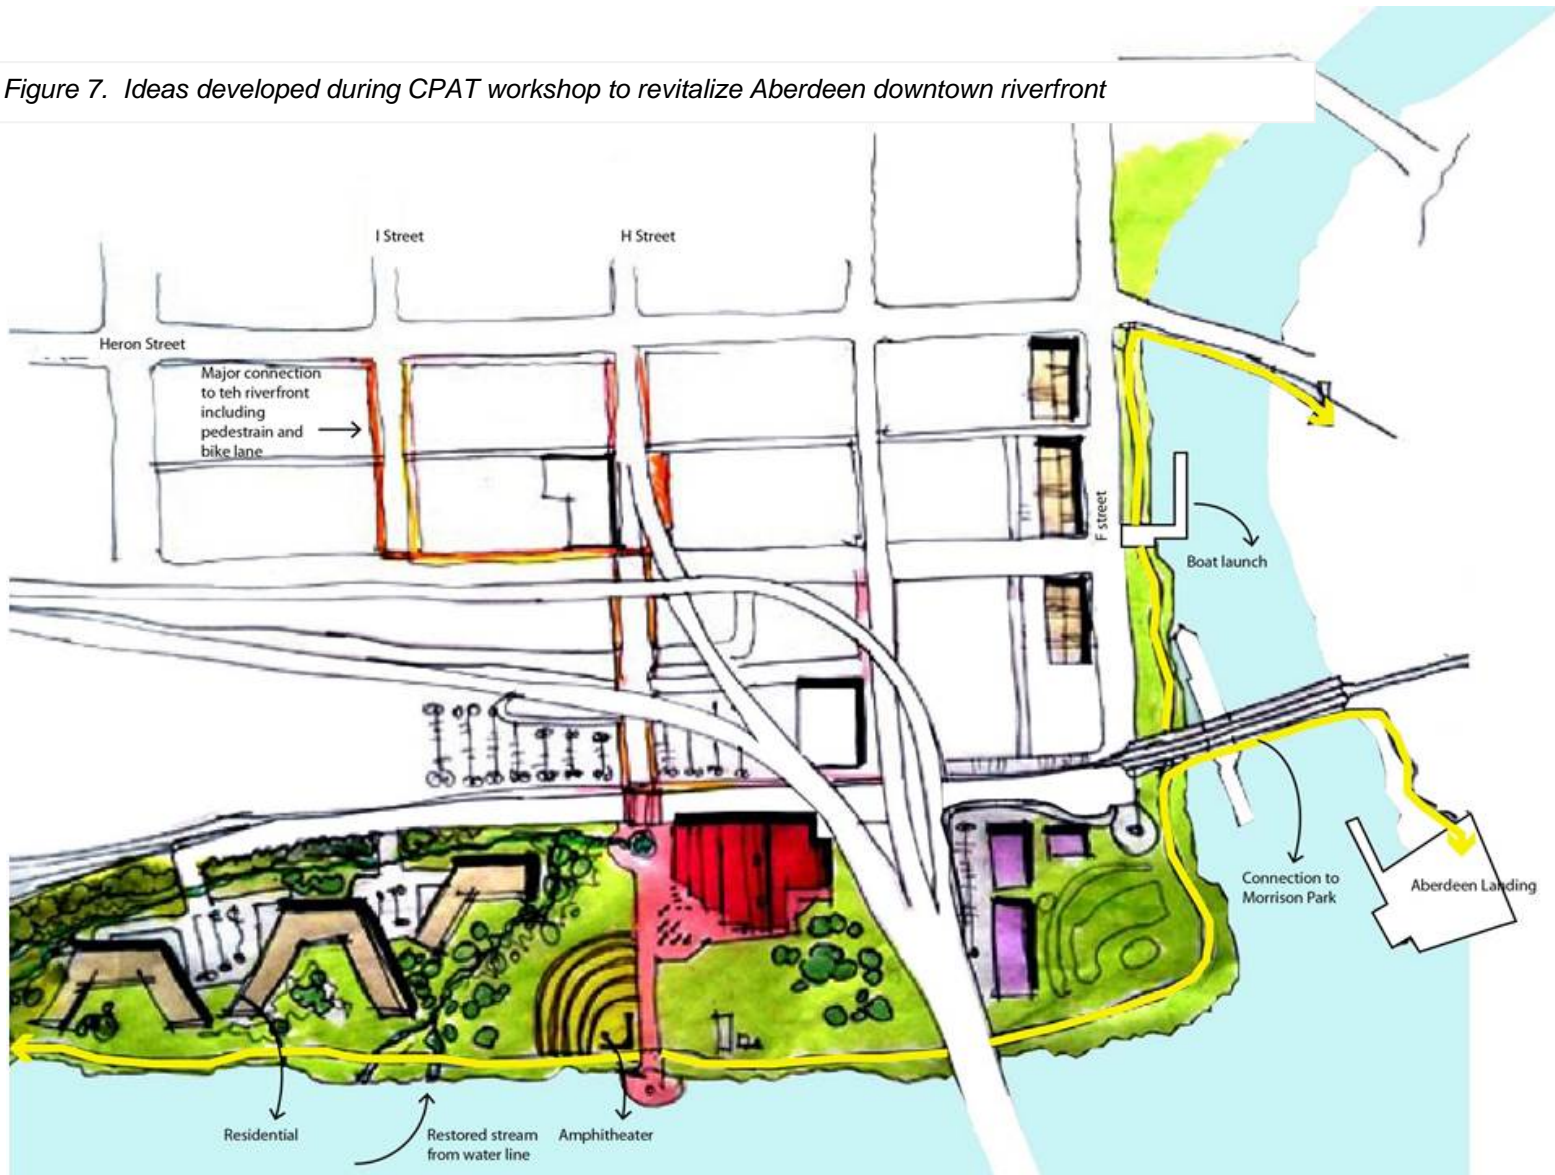 Figure 7. Ideas developed during CPAT workshop to revitalize Aberdeen downtown riverfront
I Street
H Street
Heron Street
Major connection
to teh riverfront
including
pedestrain and
bike lane
F street
Boat launch
Connection to
Morrison Park
Aberdeen Landing
Residential
Restored stream
from water line
Amphitheater